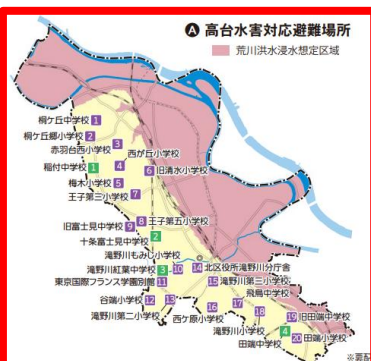 A 高台水害対応避難場所
荒川洪水浸水想定区域
桐ケ丘中学校 1
桐ケ丘郷小学校 2
赤羽台西小学校 3
西が丘小学校
4
稲付中学校 1
6 旧清水小学校
梅木小学校 5
王子第三小学校 7
8 王子第五小学校
旧富士見中学校 9
十条富士見中学校 2
滝野川もみじ小学校
14 北区役所滝野川分庁舎
滝野川紅葉中学校 3 10
15 滝野川第三小学校
東京国際フランス学園別館 11
飛鳥中学校
谷端小学校 12 13
16 17 18
19 旧田端中学校
滝野川第二小学校
西ケ原小学校
滝野川小学校
4
田端中学校
20 田端小学校